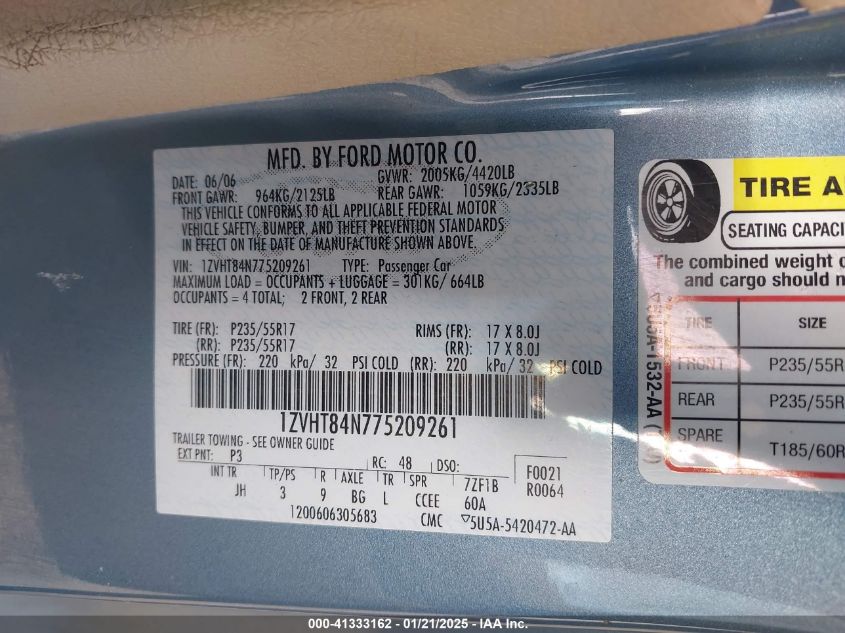 MFD. BY FORD MOTOR CO.
DATE: 06/06
GVWR: 2005KG/4420LB
FRONT GAWR: 964KG/2125LB
REAR GAWR: 1059KG/2335LB
THIS VEHICLE CONFORMS TO ALL APPLICABLE FEDERAL MOTOR
VEHICLE SAFETY, BUMPER, AND THEFT PREVENTION STANDARDS
IN EFFECT ON THE DATE OF MANUFACTURE SHOWN ABOVE.
VIN: 1ZVHT84N775209261 TYPE: Passenger Car
MAXIMUM LOAD = OCCUPANTS + LUGGAGE = 301KG/ 664LB
OCCUPANTS = 4 TOTAL; 2 FRONT, 2 REAR
TIRE (FR): P235/55R17 RIMS (FR): 17 X 8.0J
(RR): P235/55R17 (RR): 17 X 8.0J
PRESSURE (FR): 220 kPa/ 32 PSI COLD (RR): 220 kPa/ 32 PSI COLD
1ZVHT84N775209261
TRAILER TOWING - SEE OWNER GUIDE
EXT PNT: P3 RC: 48 DSO: F0021
INT TR TP/PS R AXLE TR SPR 7ZF1B R0064
JH 3 9 BG L CCEE 60A
1200606305683 CMC ▽5U5A-5420472-AA
TIRE A
SEATING CAPACI
The combined weight o
and cargo should n
TIRE SIZE
FRONT P235/55R
REAR P235/55R
SPARE T185/60R
▽5U5A-1532-AA
000-41333162 - 01/21/2025 - IAA Inc.